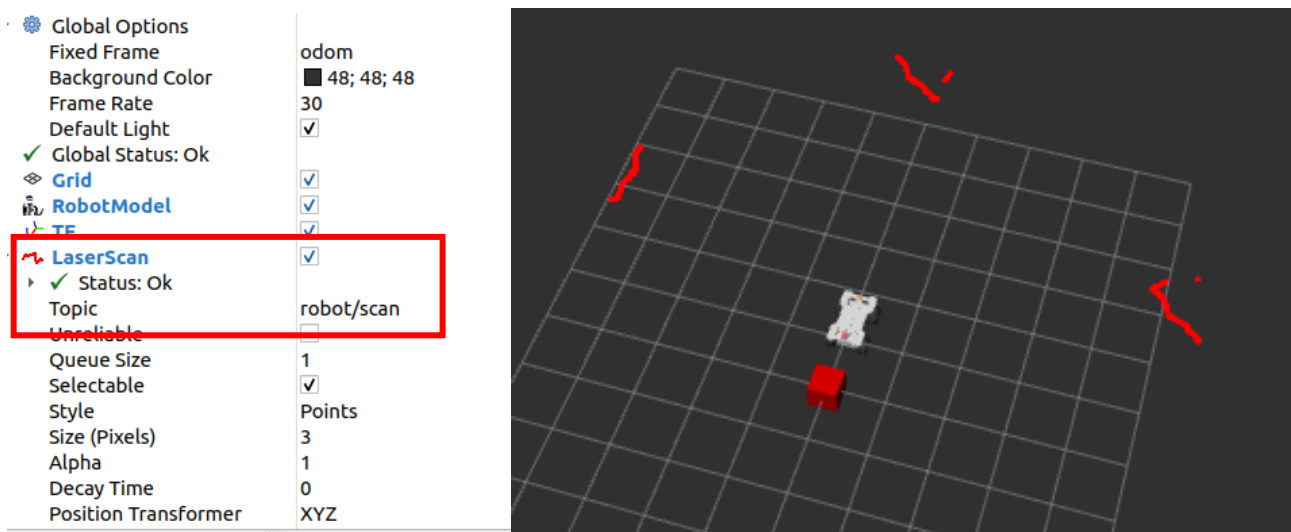 Global Options
Fixed Frame odom
Background Color 48; 48; 48
Frame Rate 30
Default Light
Global Status: Ok
Grid
RobotModel
TF
LaserScan
Status: Ok
Topic robot/scan
Unreliable
Queue Size 1
Selectable
Style Points
Size (Pixels) 3
Alpha 1
Decay Time 0
Position Transformer XYZ